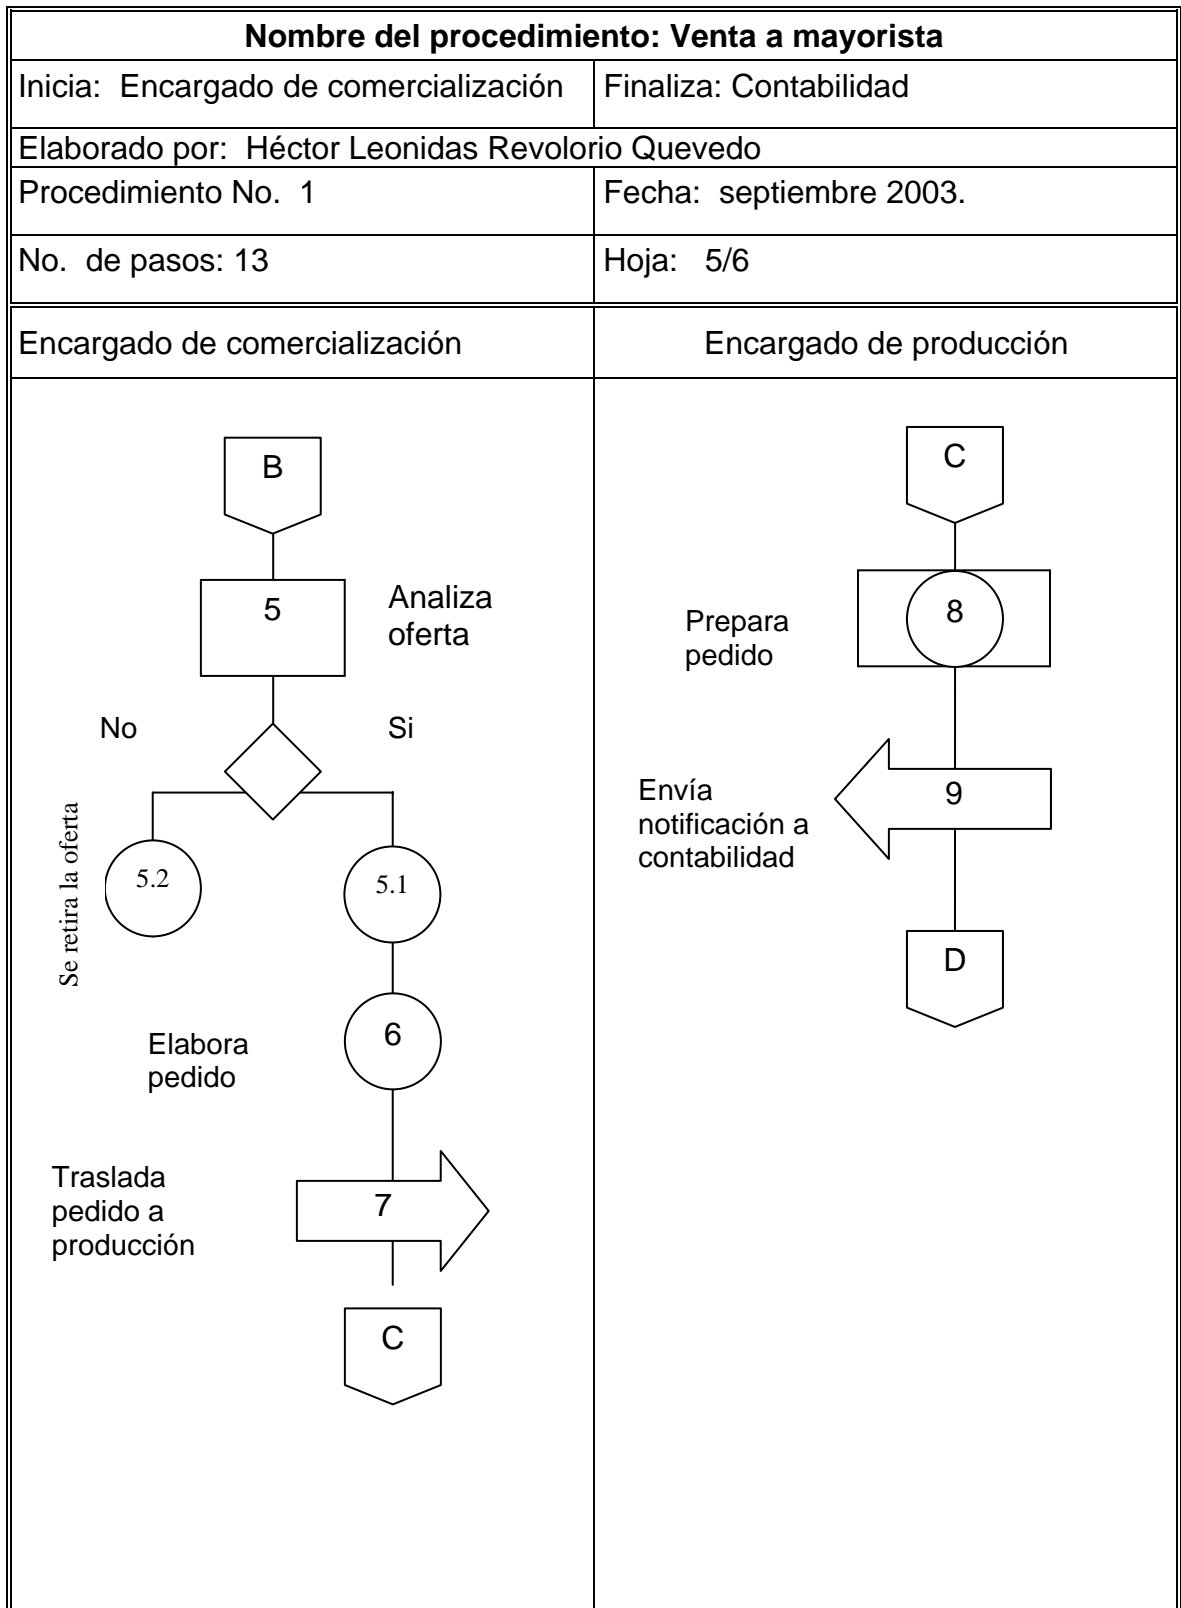 Nombre del procedimiento: Venta a mayorista
Inicia:  Encargado de comercialización
Finaliza: Contabilidad
Elaborado por:  Héctor Leonidas Revolorio Quevedo
Procedimiento No.  1
Fecha:  septiembre 2003.
No.  de pasos: 13
Hoja:   5/6
Encargado de comercialización
Encargado de producción
B
5
Analiza
oferta
No
Si
Se retira la oferta
5.2
5.1
Elabora
pedido
6
Traslada
pedido a
producción
7
C
C
Prepara
pedido
8
Envía
notificación a
contabilidad
9
D